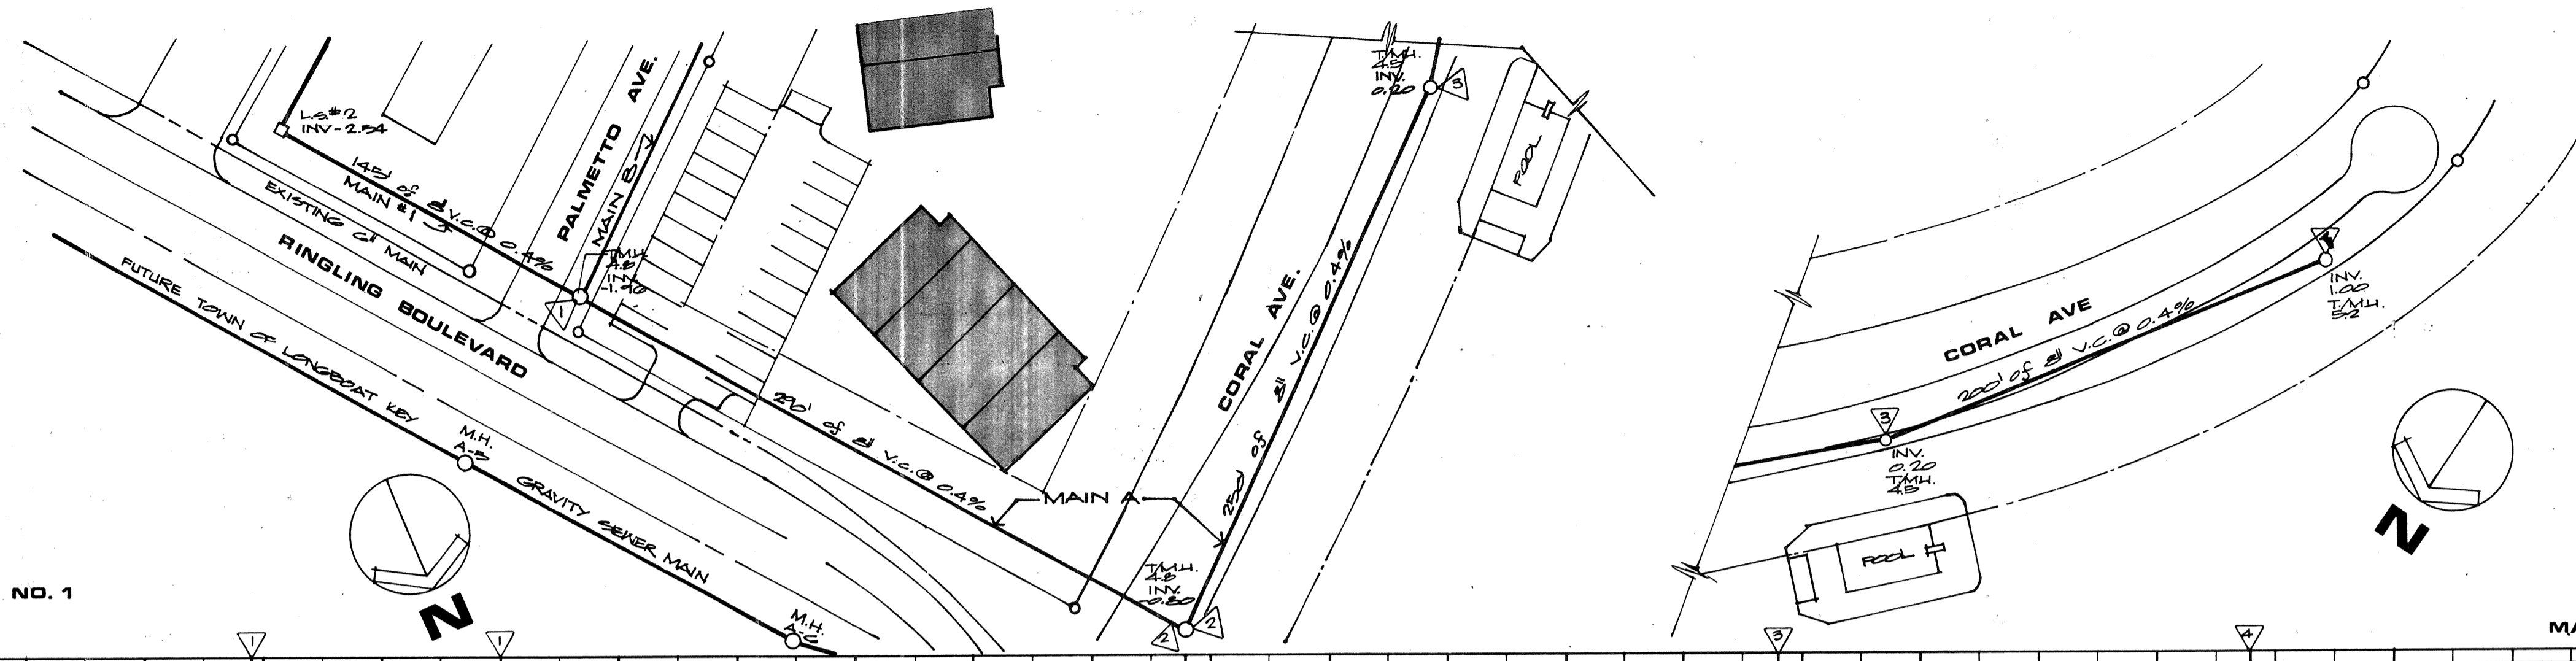 L.S.#2
INV-2.54
145' of 8" V.C. @ 0.4%
MAIN #1
EXISTING 6" MAIN
RINGLING BOULEVARD
FUTURE TOWN OF LONGBOAT KEY
GRAVITY SEWER MAIN
M.H.
A-5
M.H.
A-6
N
NO. 1
PALMETTO AVE.
MAIN B
T.M.H.
4.8
INV.
-1.96
1
290' of 8" V.C. @ 0.4%
MAIN A
T.M.H.
4.8
INV.
-0.80
2
2
CORAL AVE.
250' of 8" V.C. @ 0.4%
T.M.H.
4.5
INV.
0.20
3
POOL
CORAL AVE
200' of 8" V.C. @ 0.4%
3
INV.
0.20
T.M.H.
4.5
INV.
1.00
T.M.H.
5.2
POOL
N
1
1
3
4
MA